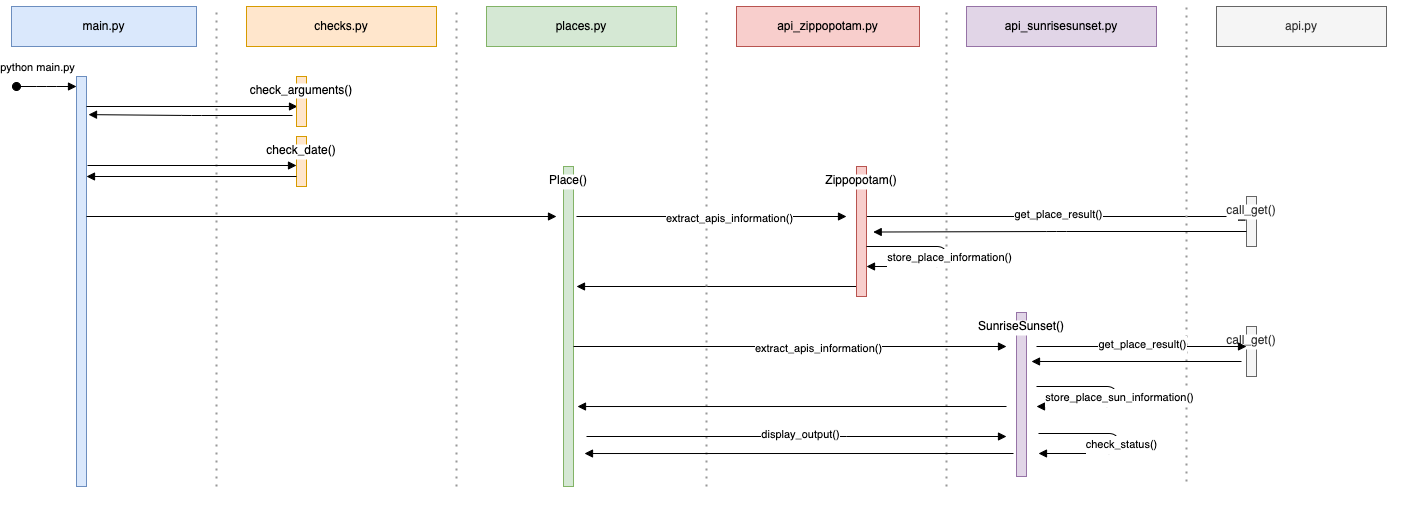 main.py
checks.py
places.py
api_zippopotam.py
api_sunrisesunset.py
api.py
python main.py
check_arguments()
check_date()
Place()
Zippopotam()
extract_apis_information()
get_place_result()
call_get()
store_place_information()
SunriseSunset()
extract_apis_information()
get_place_result()
call_get()
store_place_sun_information()
display_output()
check_status()